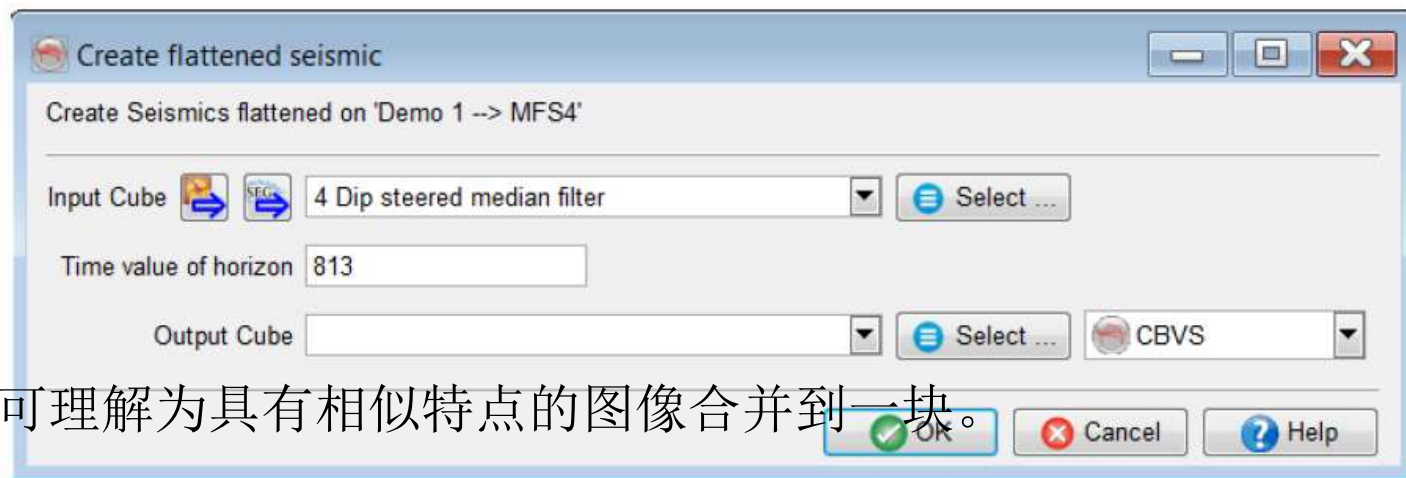 Create flattened seismic
Create Seismics flattened on 'Demo 1 --> MFS4'
Input Cube SEG 4 Dip steered median filter Select ...
Time value of horizon 813
Output Cube Select ... CBVS
可理解为具有相似特点的图像合并到一块。
OK Cancel Help